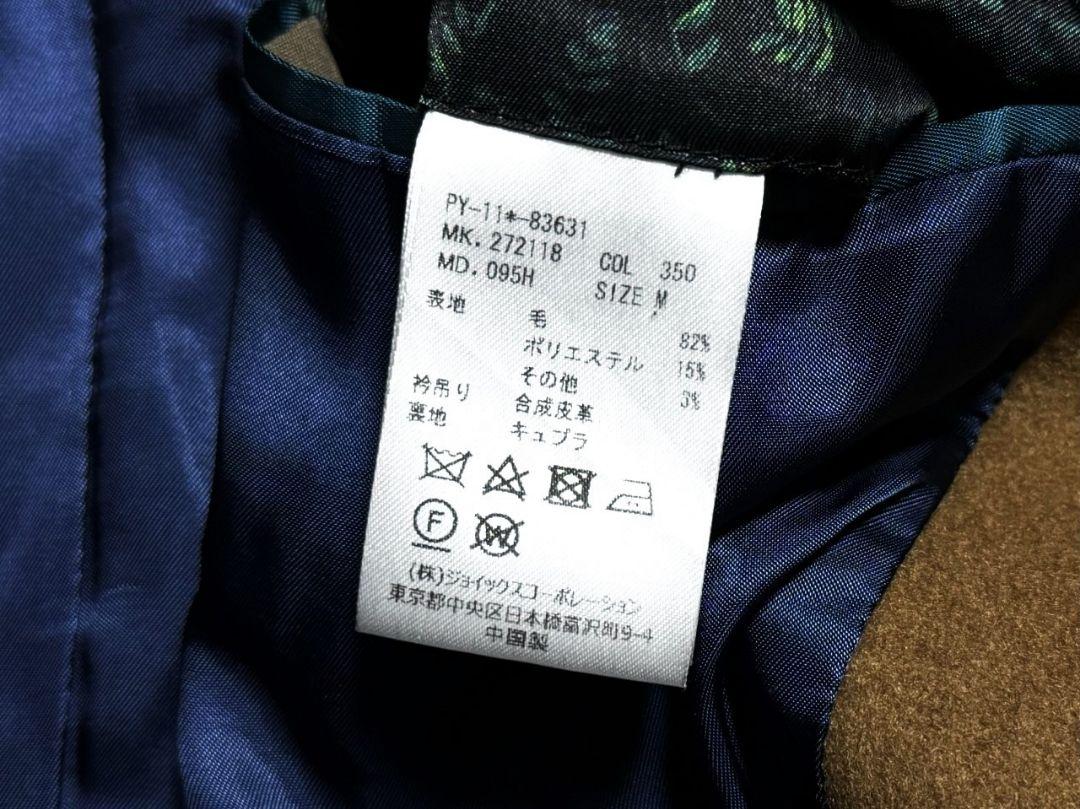 PY-11*-83631
MK. 272118 COL 350
MD. 095H SIZE M
表地 毛 82%
ポリエステル 15%
その他 3%
衿吊り 合成皮革
裏地 キュプラ
F W
(株)ジョイックスコーポレーション
東京都中央区日本橋富沢町9-4
中国製